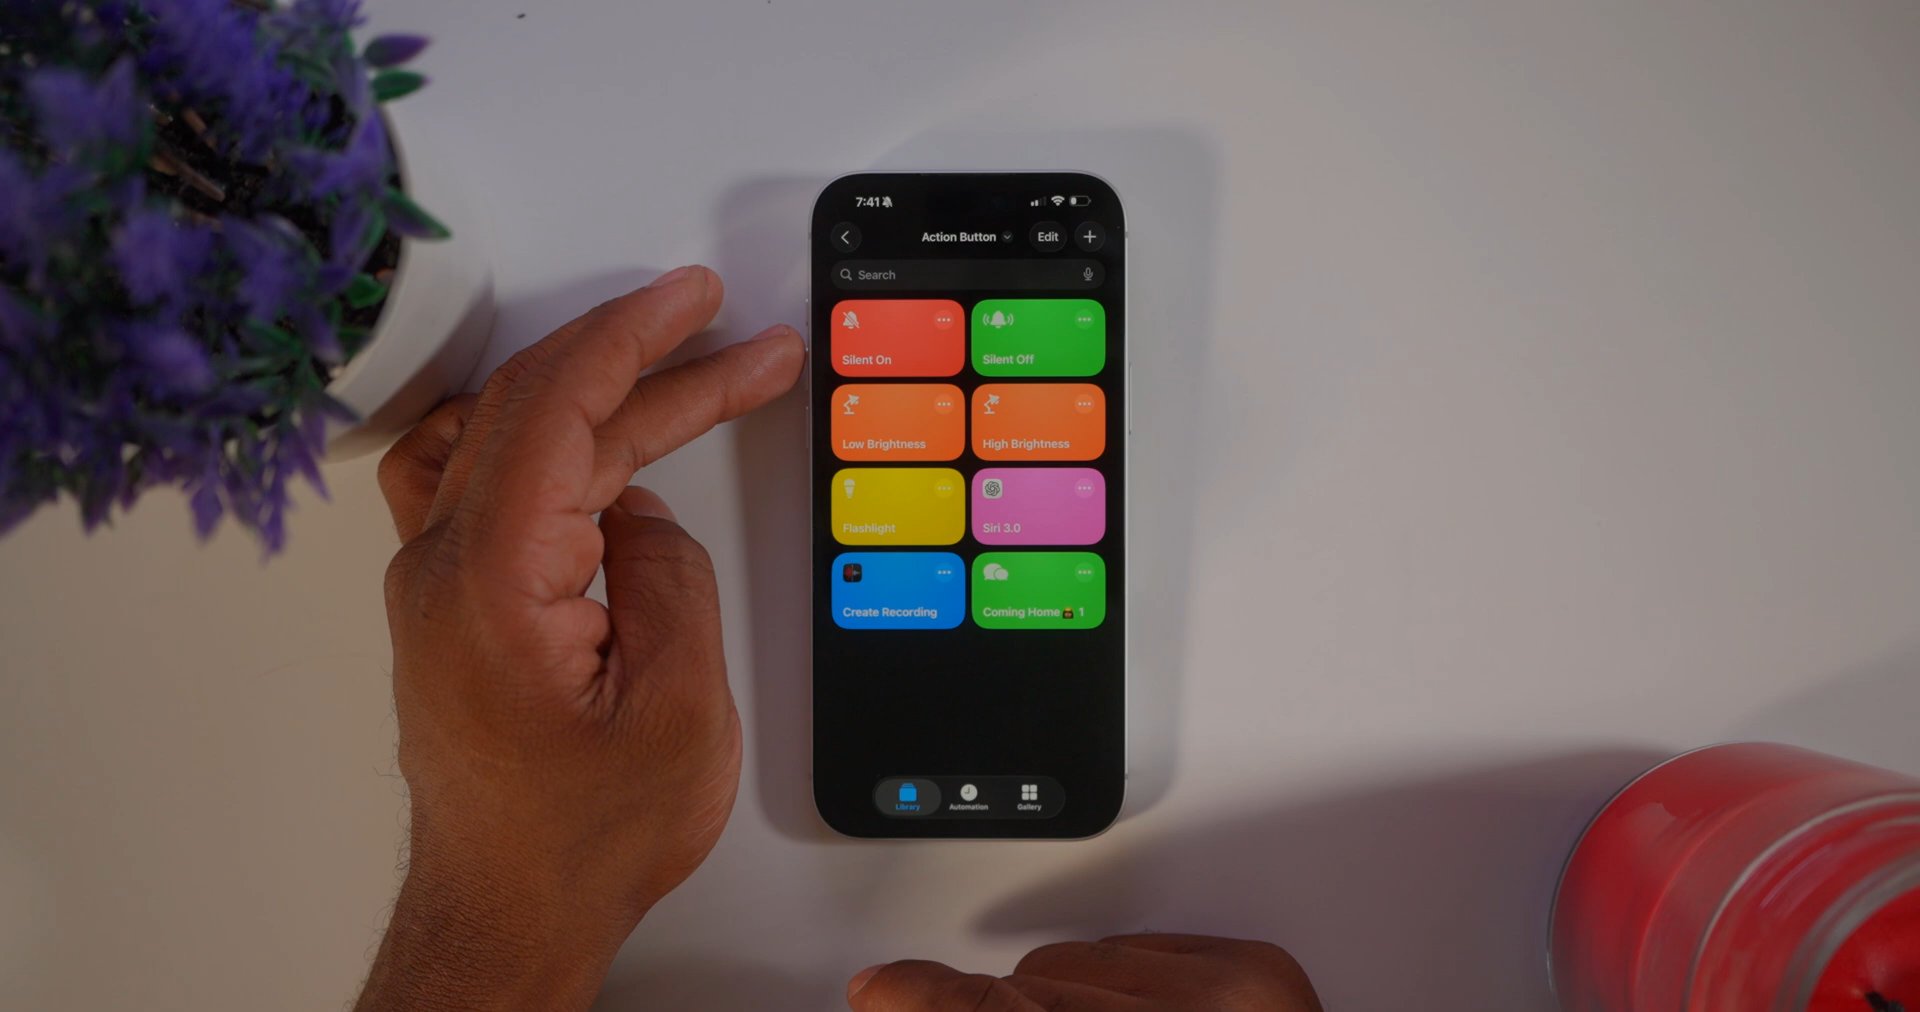 7:41
Action Button
Edit
Search
Silent On
Silent Off
Low Brightness
High Brightness
Flashlight
Siri 3.0
Create Recording
Coming Home 1
Library
Automation
Gallery